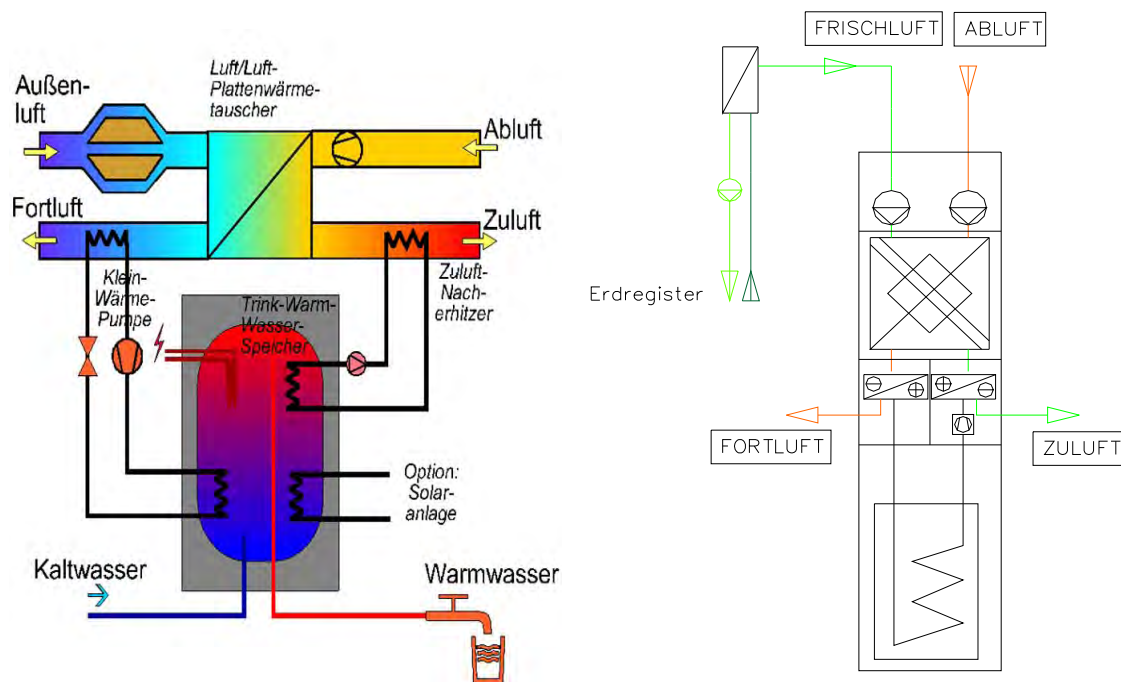 Außen-
luft
Luft/Luft-
Plattenwärme-
tauscher
Abluft
Fortluft
Zuluft
Klein-
Wärme-
Pumpe
Zuluft-
Nach-
erhitzer
Trink-Warm-
Wasser-
Speicher
Option:
Solar-
anlage
Kaltwasser
Warmwasser
FRISCHLUFT
ABLUFT
Erdregister
FORTLUFT
ZULUFT